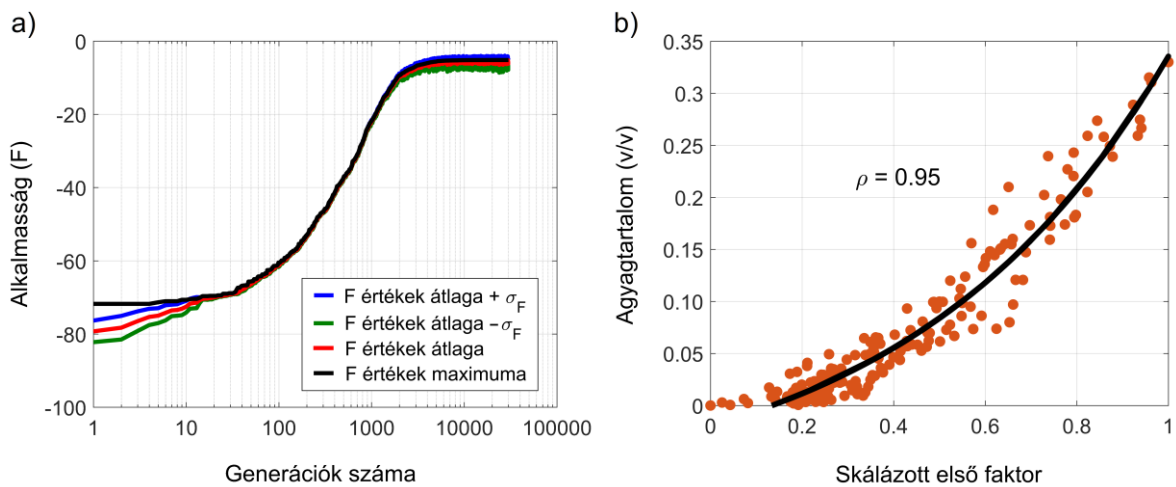 a)
0
-20
-40
-60
-80
-100
Alkalmasság (F)
F értékek átlaga + σF
F értékek átlaga – σF
F értékek átlaga
F értékek maximuma
1
10
100
1000
10000
100000
Generációk száma
b)
0.35
0.3
0.25
0.2
0.15
0.10
0.05
0
Agyagtartalom (v/v)
ρ = 0.95
0
0.2
0.4
0.6
0.8
1
Skálázott első faktor